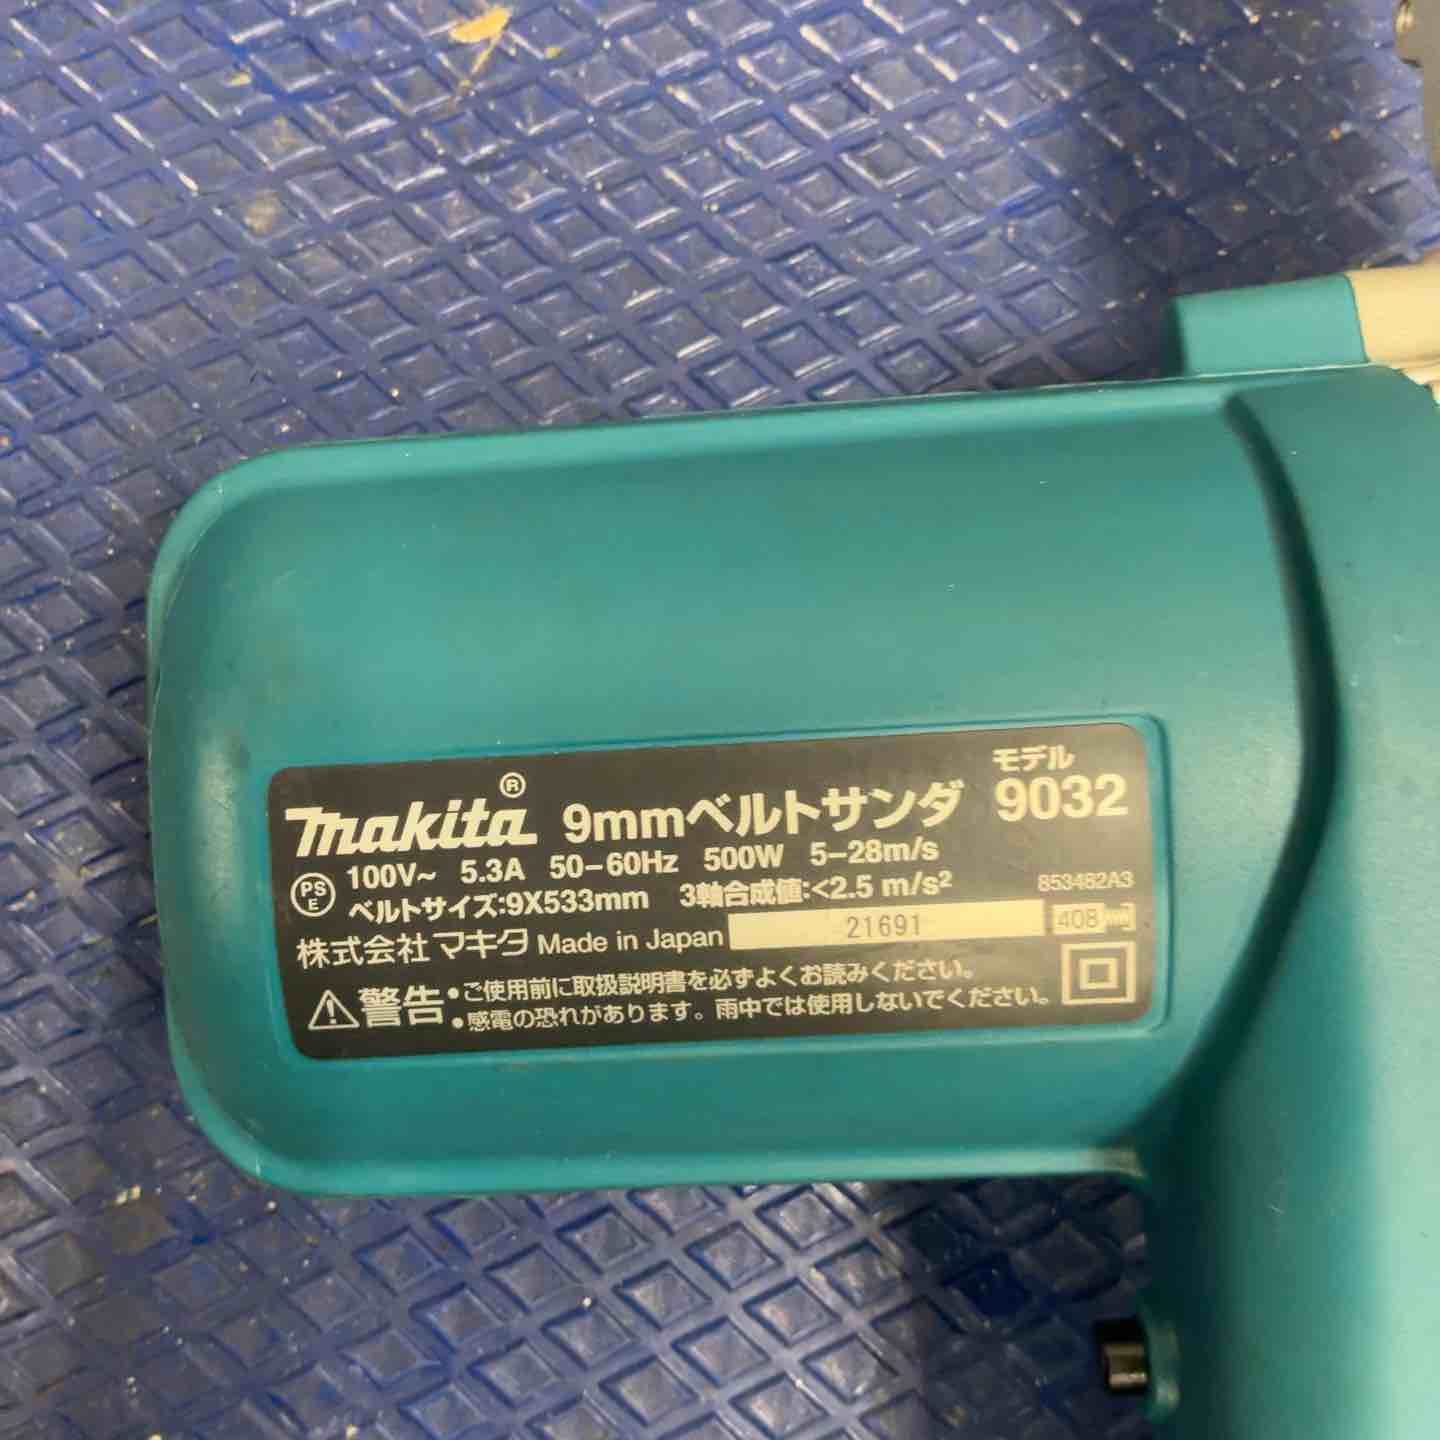 makita® 9mmベルトサンダ モデル 9032
100V~ 5.3A 50-60Hz 500W 5-28m/s
PS E
ベルトサイズ:9X533mm 3軸合成値:<2.5 m/s² 853482A3
株式会社マキタ Made in Japan 21691 408
警告 •ご使用前に取扱説明書を必ずよくお読みください。
•感電の恐れがあります。雨中では使用しないでください。